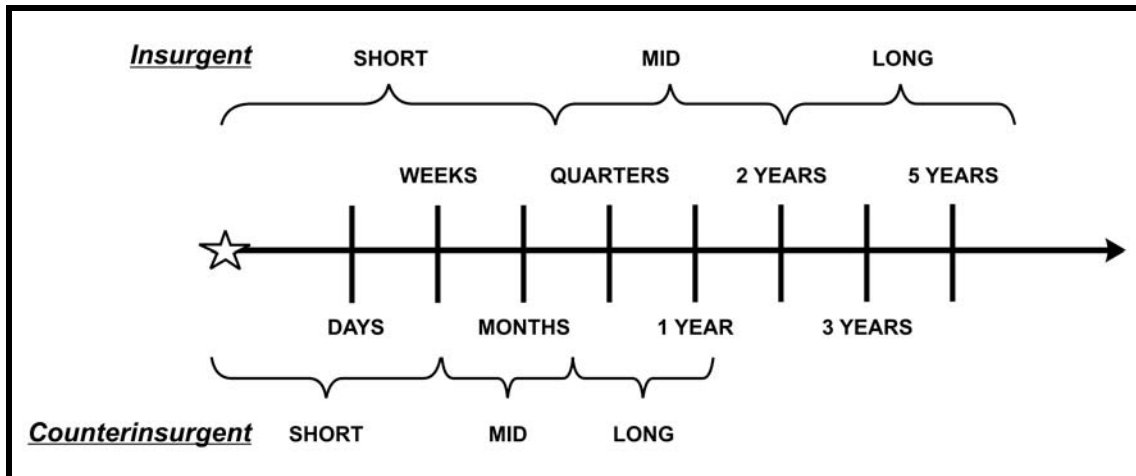 Insurgent SHORT MID LONG
WEEKS QUARTERS 2 YEARS 5 YEARS
DAYS MONTHS 1 YEAR 3 YEARS
Counterinsurgent SHORT MID LONG